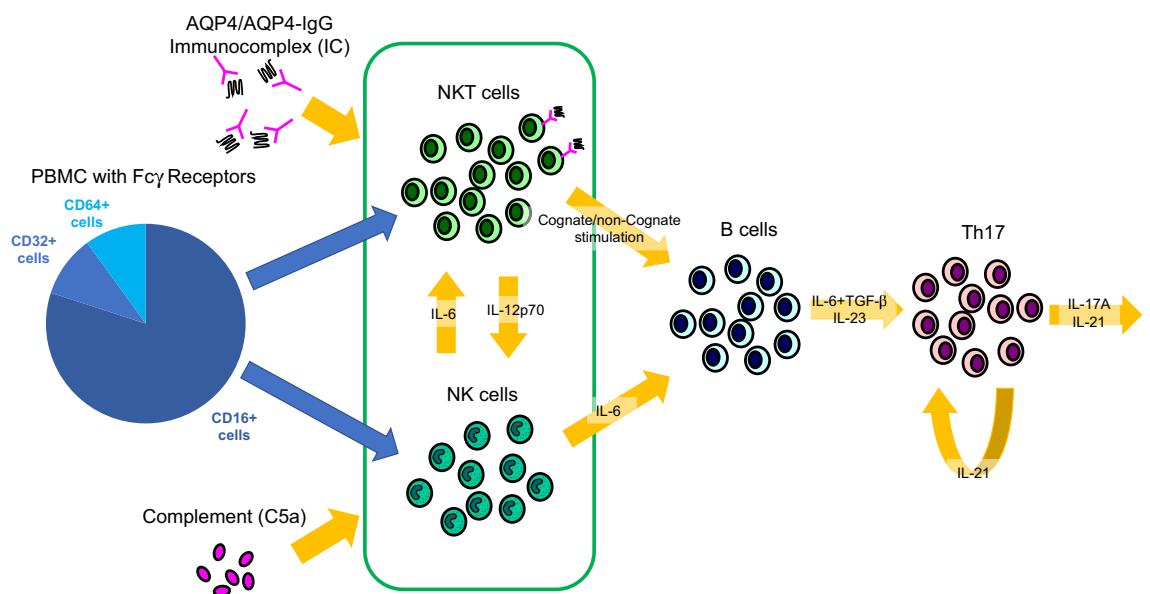 AQP4/AQP4-IgG
Immunocomplex (IC)
NKT cells
PBMC with Fcγ Receptors
CD64+
cells
CD32+
cells
CD16+
cells
Cognate/non-Cognate
stimulation
IL-6
IL-12p70
NK cells
IL-6
Complement (C5a)
B cells
IL-6+TGF-β
IL-23
Th17
IL-17A
IL-21
IL-21